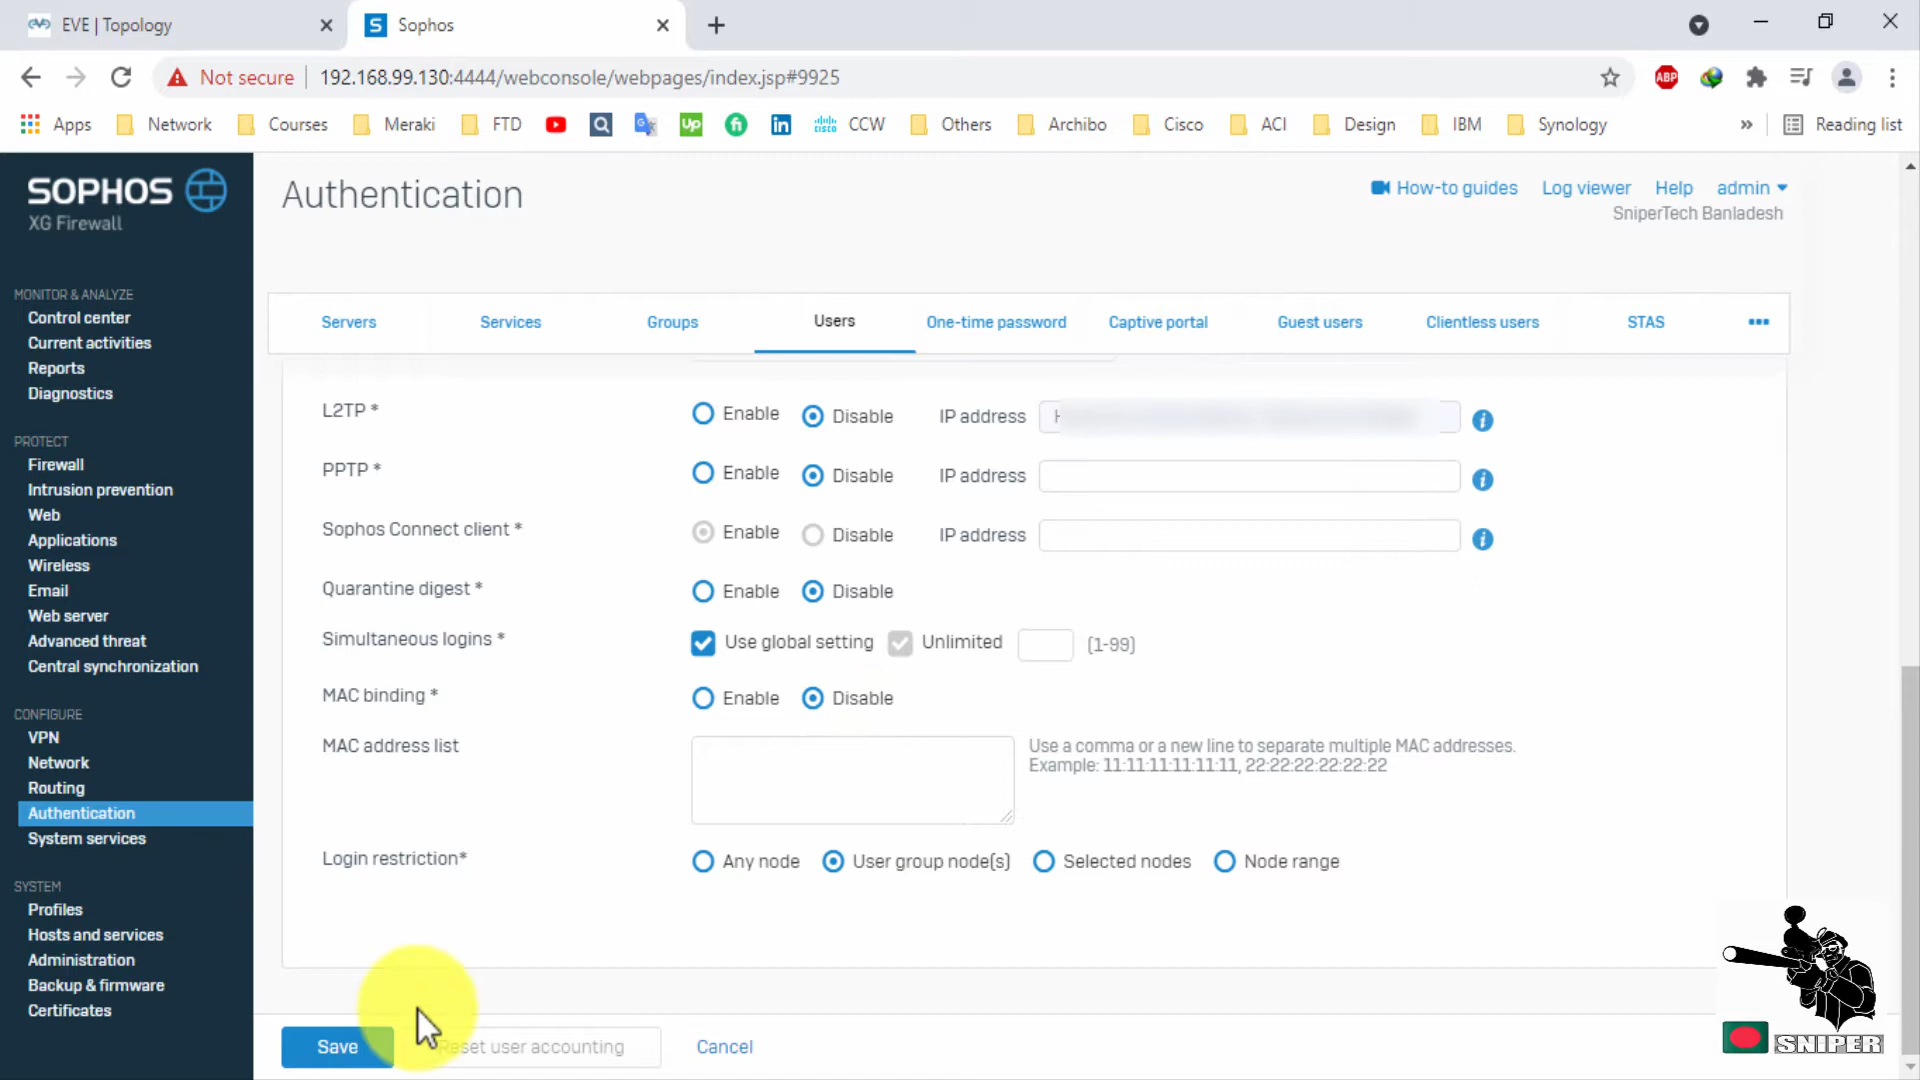 EVE | Topology
Sophos
Not secure
192.168.99.130:4444/webconsole/webpages/index.jsp#9925
ABP
Apps
Network
Courses
Meraki
FTD
Up
fi
in
cisco
CCW
Others
Archibo
Cisco
ACI
Design
IBM
Synology
»
Reading list
SOPHOS
XG Firewall
MONITOR & ANALYZE
Control center
Current activities
Reports
Diagnostics
PROTECT
Firewall
Intrusion prevention
Web
Applications
Wireless
Email
Web server
Advanced threat
Central synchronization
CONFIGURE
VPN
Network
Routing
Authentication
System services
SYSTEM
Profiles
Hosts and services
Administration
Backup & firmware
Certificates
Authentication
How-to guides
Log viewer
Help
admin
SniperTech Banladesh
Servers
Services
Groups
Users
One-time password
Captive portal
Guest users
Clientless users
STAS
L2TP * Enable Disable IP address
PPTP * Enable Disable IP address
Sophos Connect client * Enable Disable IP address
Quarantine digest * Enable Disable
Simultaneous logins * Use global setting Unlimited (1-99)
MAC binding * Enable Disable
MAC address list
Use a comma or a new line to separate multiple MAC addresses.
Example: 11:11:11:11:11:11, 22:22:22:22:22:22
Login restriction* Any node User group node(s) Selected nodes Node range
Save
Reset user accounting
Cancel
SNIPER